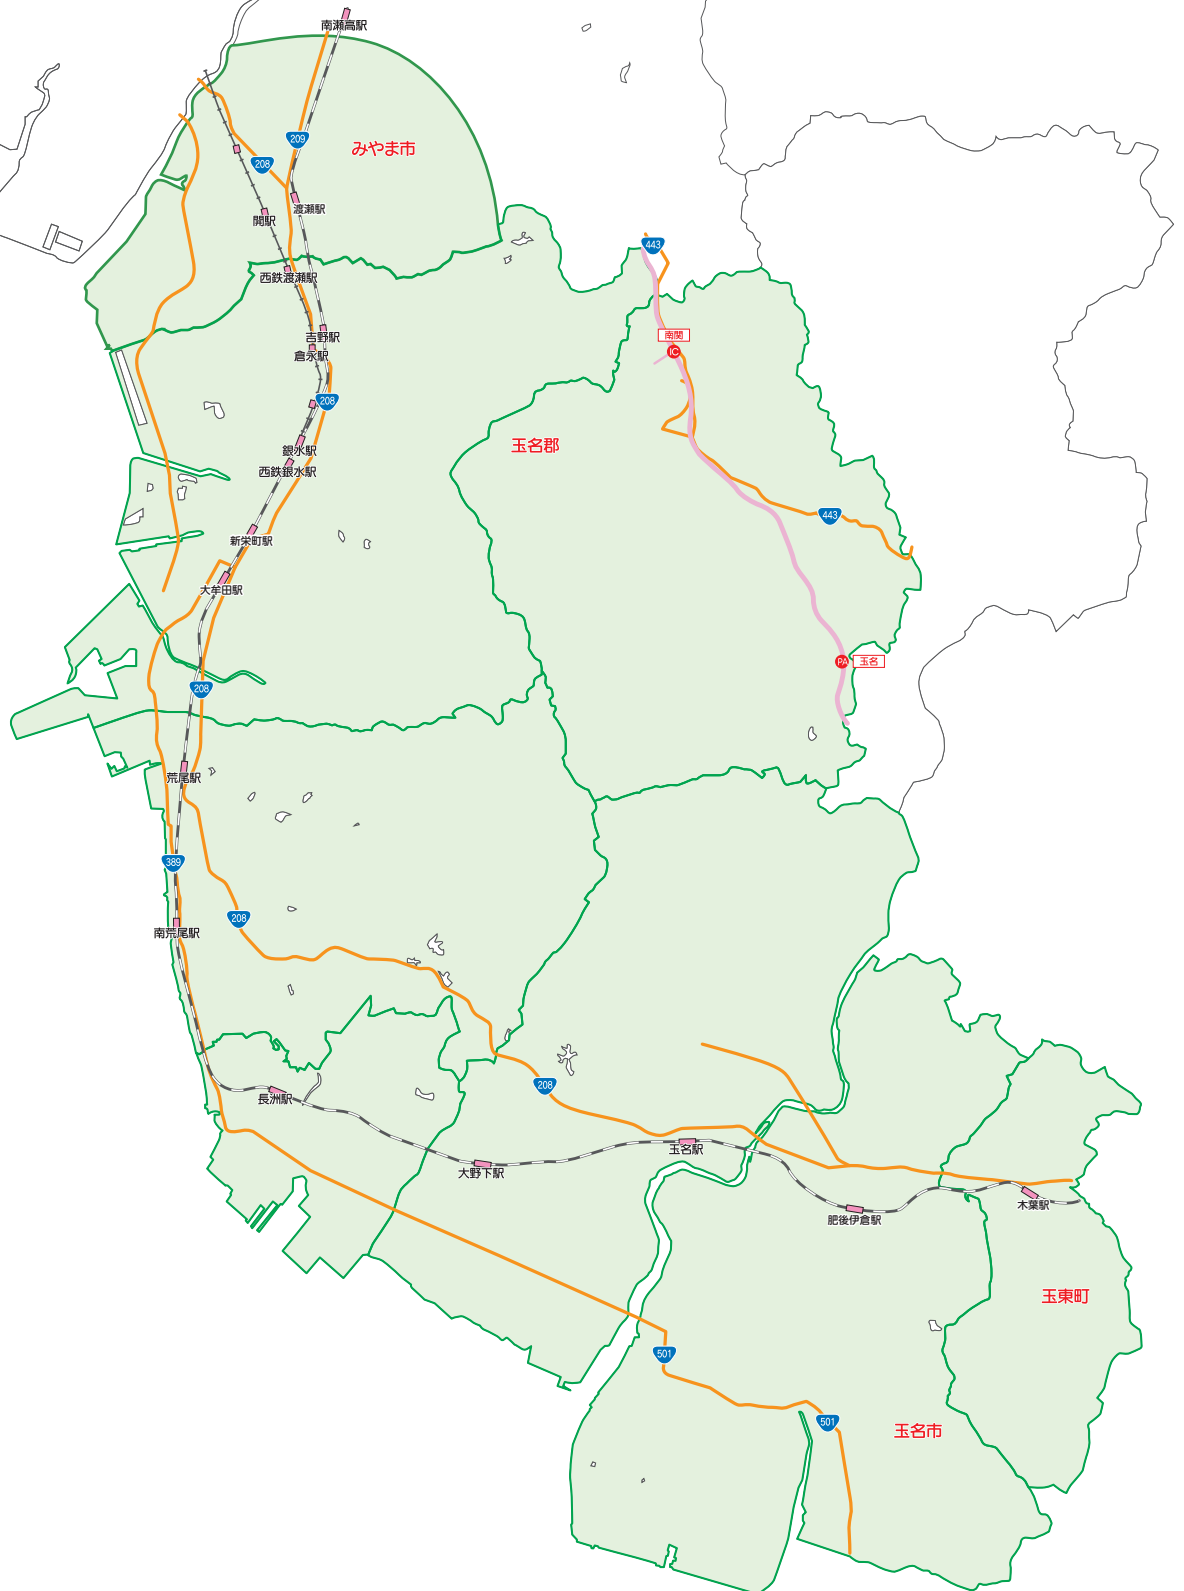 南瀬高駅
209
みやま市
208
渡瀬駅
開駅
443
西鉄渡瀬駅
南関
IC
吉野駅
倉永駅
208
玉名郡
銀水駅
西鉄銀水駅
443
新栄町駅
大牟田駅
PA
玉名
208
荒尾駅
389
208
南荒尾駅
208
長洲駅
玉名駅
大野下駅
木葉駅
肥後伊倉駅
玉東町
501
501
玉名市